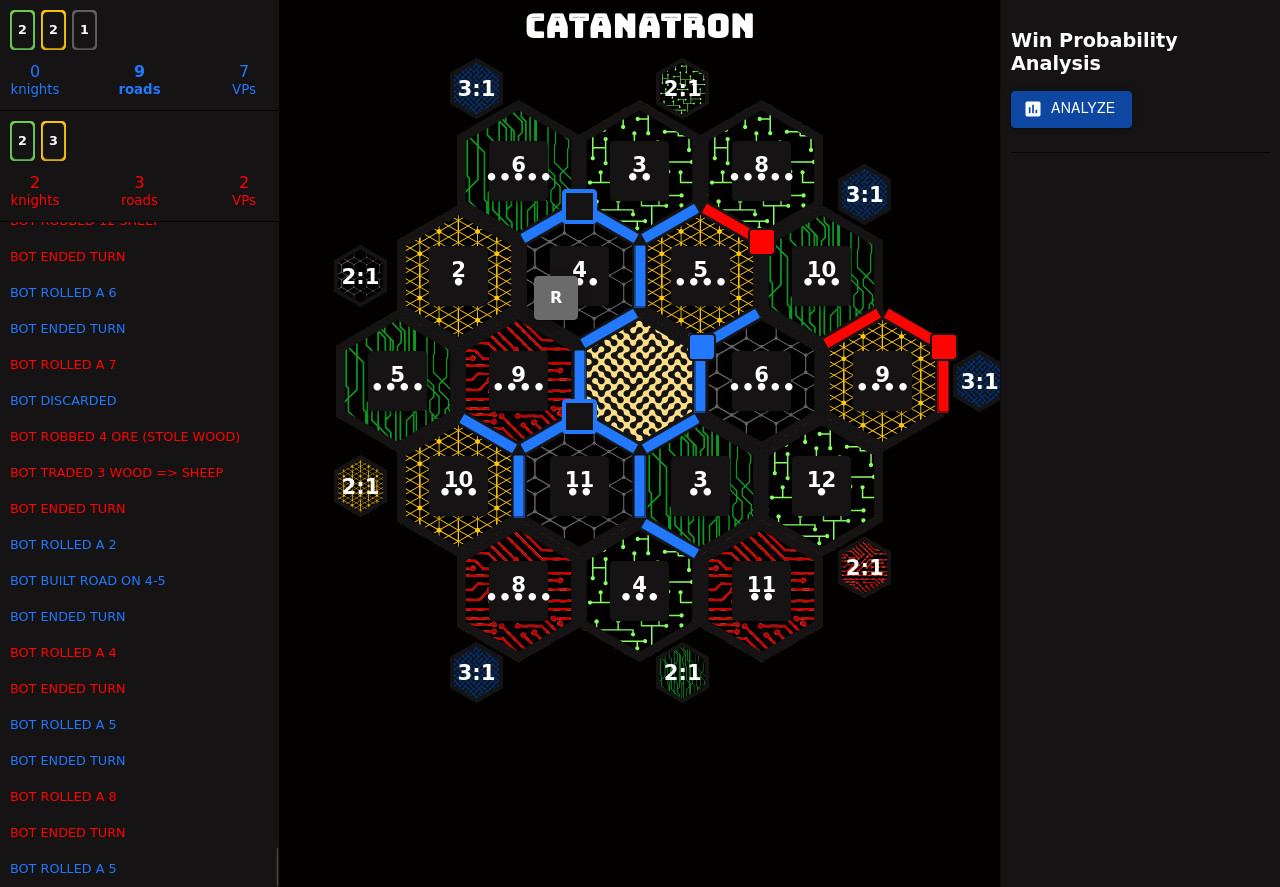 2 2 1
0 9 7
knights roads VPs
2 3
2 3 2
knights roads VPs
BOT ROBBED 12 SHEEP
BOT ENDED TURN
BOT ROLLED A 6
BOT ENDED TURN
BOT ROLLED A 7
BOT DISCARDED
BOT ROBBED 4 ORE (STOLE WOOD)
BOT TRADED 3 WOOD => SHEEP
BOT ENDED TURN
BOT ROLLED A 2
BOT BUILT ROAD ON 4-5
BOT ENDED TURN
BOT ROLLED A 4
BOT ENDED TURN
BOT ROLLED A 5
BOT ENDED TURN
BOT ROLLED A 8
BOT ENDED TURN
BOT ROLLED A 5
CATANATRON
3:1 2:1
6 3 8
3:1
2:1 2 4 5 10
R
5 9 6 9 3:1
2:1 10 11 3 12
2:1
8 4 11
3:1 2:1
Win Probability
Analysis
ANALYZE